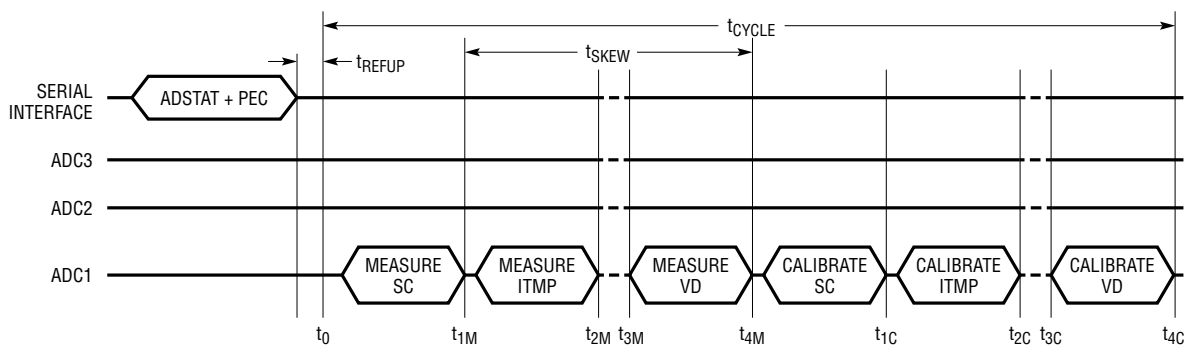 tCYCLE
tSKEW
tREFUP
SERIAL
INTERFACE
ADSTAT + PEC
ADC3
ADC2
ADC1
MEASURE
SC
MEASURE
ITMP
MEASURE
VD
CALIBRATE
SC
CALIBRATE
ITMP
CALIBRATE
VD
t0
t1M
t2M
t3M
t4M
t1C
t2C
t3C
t4C